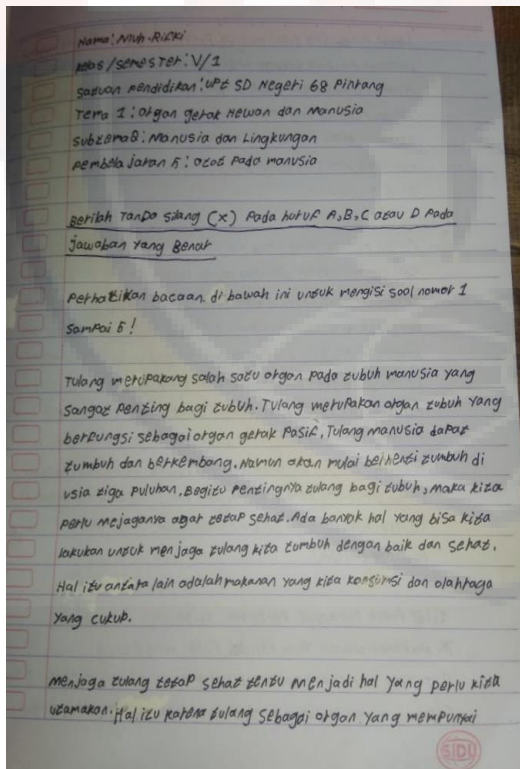 Nama: Muh. Rifki
Kelas/semester: V/1
Satuan Pendidikan: UPt SD Negeri 68 Pinrang
Tema 1: organ gerak Hewan dan Manusia
Subtema 3: Manusia dan Lingkungan
Pembelajaran 5: otot Pada manusia
Berilah TanDa Silang (x) Pada huruf A, B, C atau D Pada
Jawaban Yang Benar
Perhatikan bacaan di bawah ini untuk mengisi soal nomor 1
Sampai 5!
Tulang merupakang salah satu organ Pada tubuh manusia yang
Sangat Penting bagi tubuh. Tulang merupakan organ tubuh yang
berfungsi sebagai organ gerak Pasif, Tulang manusia dapat
tumbuh dan berkembang. Namun akan mulai berhenti tumbuh di
usia tiga Puluhan. Begitu Pentingnya tulang bagi tubuh, maka kita
Perlu mejaganya agar tetap sehat. Ada banyak hal yang bisa kita
lakukan untuk menjaga tulang kita tumbuh dengan baik dan sehat.
Hal itu antara lain adalah makanan yang kita konsumsi dan olahraga
Yang cukup.
menjaga tulang tetap sehat tentu menjadi hal yang perlu kita
utamakan. Hal itu karena tulang sebagai organ yang mempunyai
SIDU